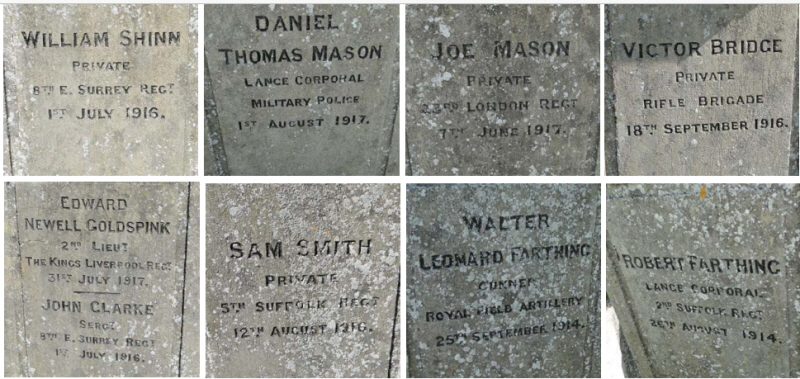 WILLIAM SHINN
PRIVATE
8TH E. SURREY REGT
1ST JULY 1916.
DANIEL
THOMAS MASON
LANCE CORPORAL
MILITARY POLICE
1ST AUGUST 1917.
JOE MASON
PRIVATE
23RD LONDON REGT
7TH JUNE 1917.
VICTOR BRIDGE
PRIVATE
RIFLE BRIGADE
18TH SEPTEMBER 1916.
EDWARD
NEWELL GOLDSPINK
2ND LIEUT
THE KINGS LIVERPOOL REGT
31ST JULY 1917.
JOHN CLARKE
SERGT
8TH E. SURREY REGT
1ST JULY 1916.
SAM SMITH
PRIVATE
5TH SUFFOLK REGT
12TH AUGUST 1916.
WALTER
LEONARD FARTHING
GUNNER
ROYAL FIELD ARTILLERY
25TH SEPTEMBER 1914.
ROBERT FARTHING
LANCE CORPORAL
2ND SUFFOLK REGT
26TH AUGUST 1914.